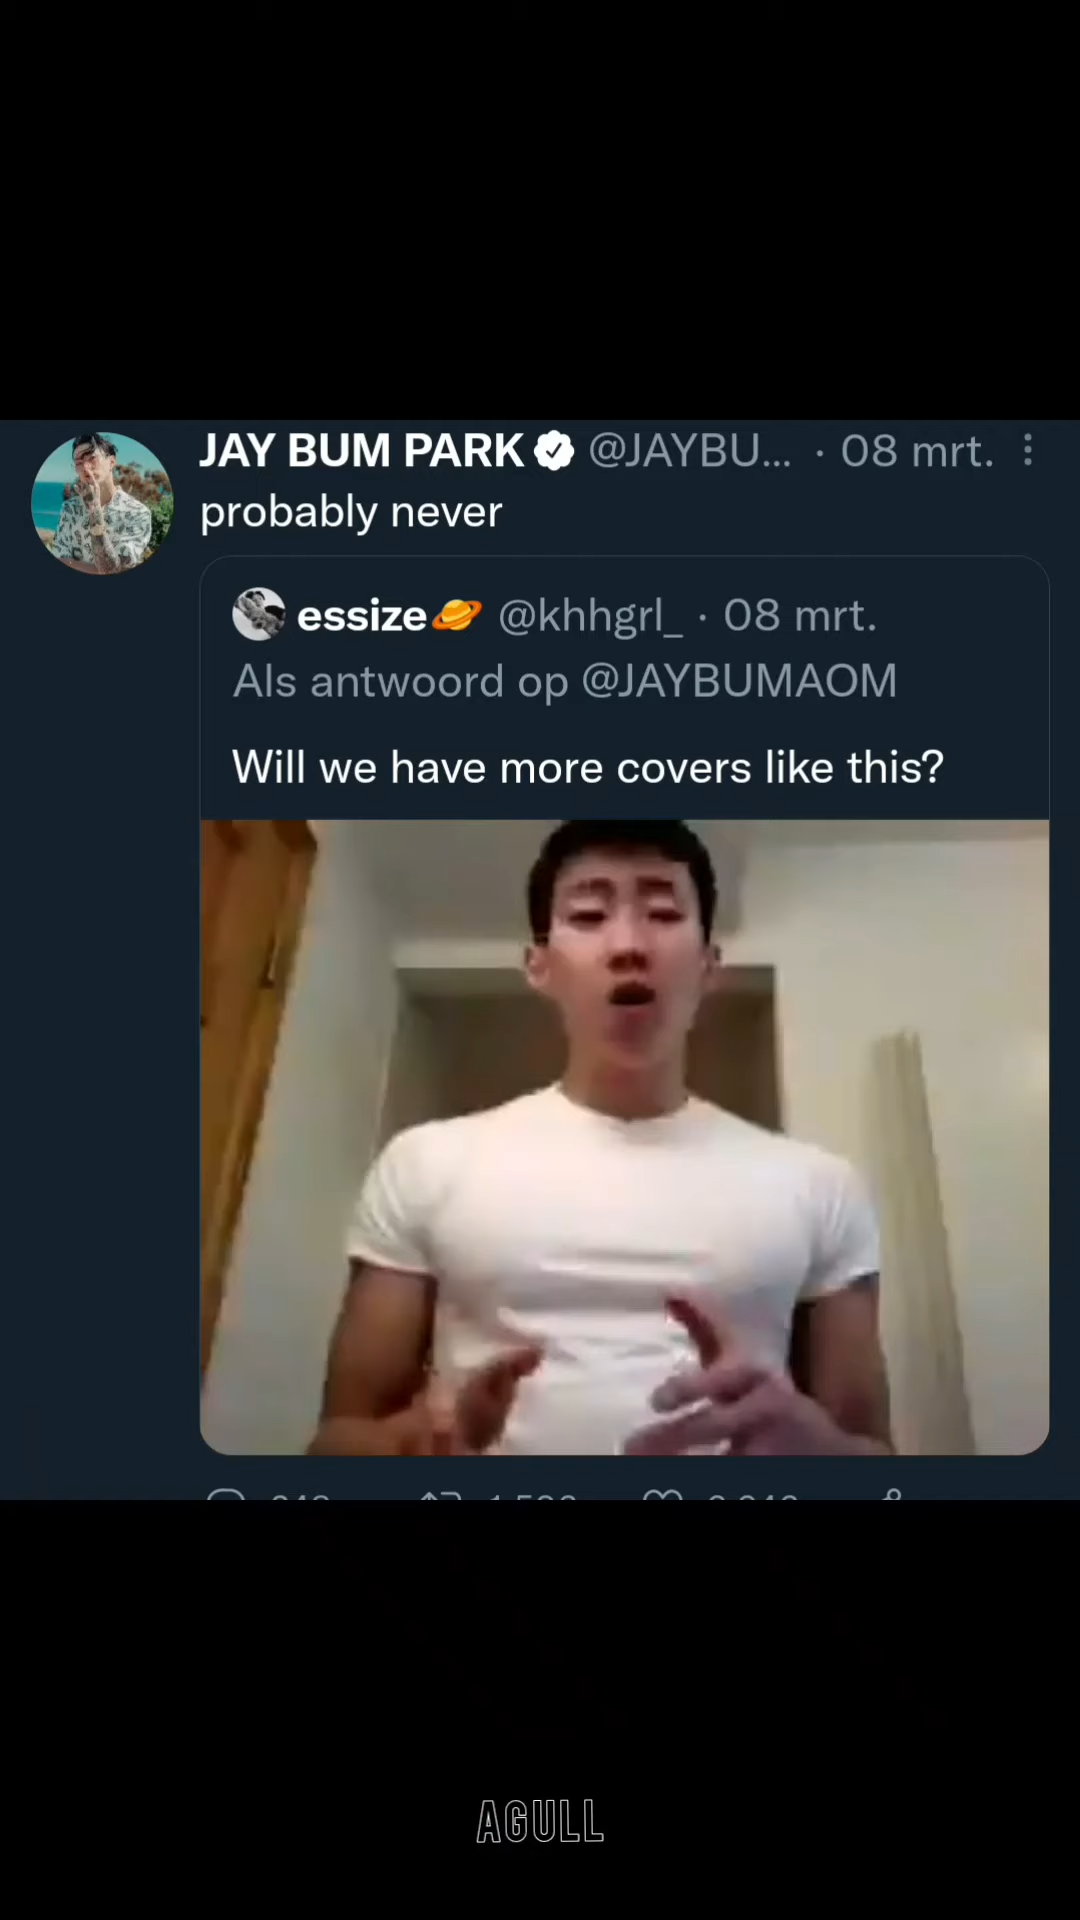 JAY BUM PARK @JAYBU... · 08 mrt.
probably never
essize🪐 @khhgrl_ · 08 mrt.
Als antwoord op @JAYBUMAOM
Will we have more covers like this?
AGULL